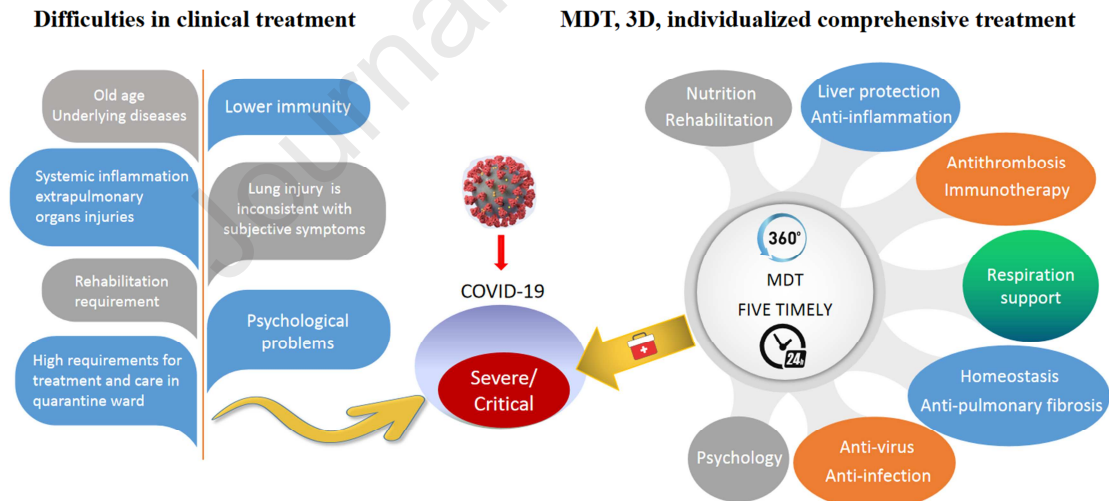 Difficulties in clinical treatment
MDT, 3D, individualized comprehensive treatment
Old age
Underlying diseases
Lower immunity
Systemic inflammation
extrapulmonary
organs injuries
Lung injury is
inconsistent with
subjective symptoms
Rehabilitation
requirement
Psychological
problems
High requirements for
treatment and care in
quarantine ward
COVID-19
Severe/
Critical
Nutrition
Rehabilitation
Liver protection
Anti-inflammation
Antithrombosis
Immunotherapy
Respiration
support
Homeostasis
Anti-pulmonary fibrosis
Anti-virus
Anti-infection
Psychology
360°
MDT
FIVE TIMELY
24h
Journal